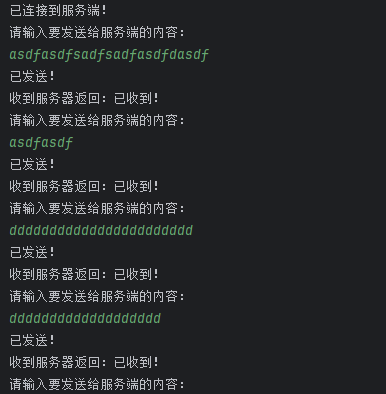 已连接到服务端!
请输入要发送给服务端的内容:
asdfasdfsadfsadfasdfdasdf
已发送!
收到服务器返回: 已收到!
请输入要发送给服务端的内容:
asdfasdf
已发送!
收到服务器返回: 已收到!
请输入要发送给服务端的内容:
ddddddddddddddddddddddd
已发送!
收到服务器返回: 已收到!
请输入要发送给服务端的内容:
ddddddddddddddddddd
已发送!
收到服务器返回: 已收到!
请输入要发送给服务端的内容: